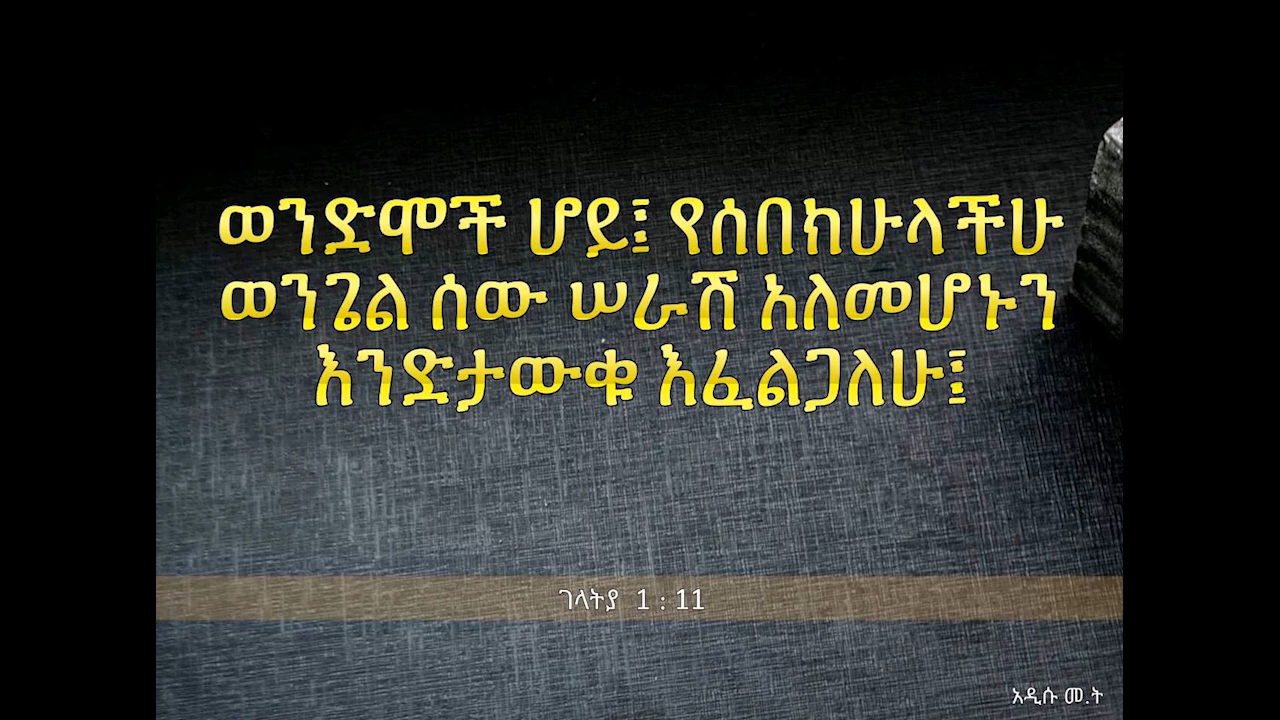 ወንድሞች ሆይ፤ የሰበክሁላችሁ
ወንጌል ሰው ሠራሽ አለመሆኑን
እንድታውቁ እፈልጋለሁ፤
ገላትያ 1 : 11
አዲሱ መ.ት